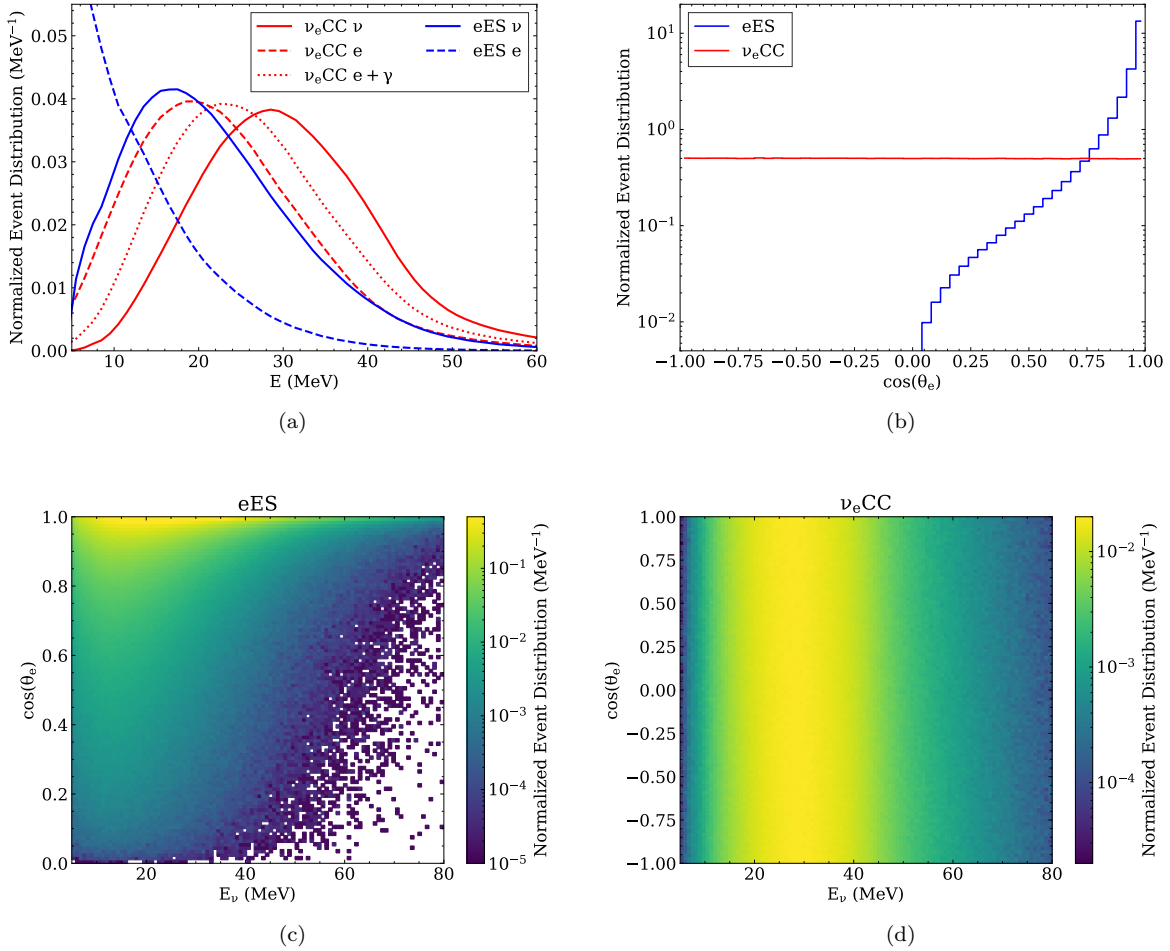 Normalized Event Distribution (MeV⁻¹)
0.05
0.04
0.03
0.02
0.01
0.00
νₑCC ν
νₑCC e
νₑCC e + γ
eES ν
eES e
10 20 30 40 50 60
E (MeV)
(a)
Normalized Event Distribution
10¹
10⁰
10⁻¹
10⁻²
eES
νₑCC
−1.00 −0.75 −0.50 −0.25 0.00 0.25 0.50 0.75 1.00
cos(θₑ)
(b)
eES
cos(θₑ)
1.0
0.8
0.6
0.4
0.2
0.0
20 40 60 80
E_ν (MeV)
10⁻¹
10⁻²
10⁻³
10⁻⁴
10⁻⁵
Normalized Event Distribution (MeV⁻¹)
(c)
νₑCC
cos(θₑ)
1.00
0.75
0.50
0.25
0.00
−0.25
−0.50
−0.75
−1.00
20 40 60 80
E_ν (MeV)
10⁻²
10⁻³
10⁻⁴
Normalized Event Distribution (MeV⁻¹)
(d)